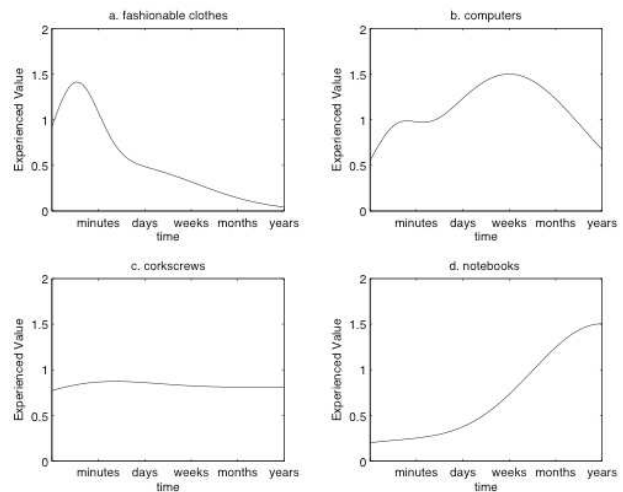 a. fashionable clothes
2
1.5
1
0.5
0
Experienced Value
minutes days weeks months years
time
b. computers
2
1.5
1
0.5
0
Experienced Value
minutes days weeks months years
time
c. corkscrews
2
1.5
1
0.5
0
Experienced Value
minutes days weeks months years
time
d. notebooks
2
1.5
1
0.5
0
Experienced Value
minutes days weeks months years
time